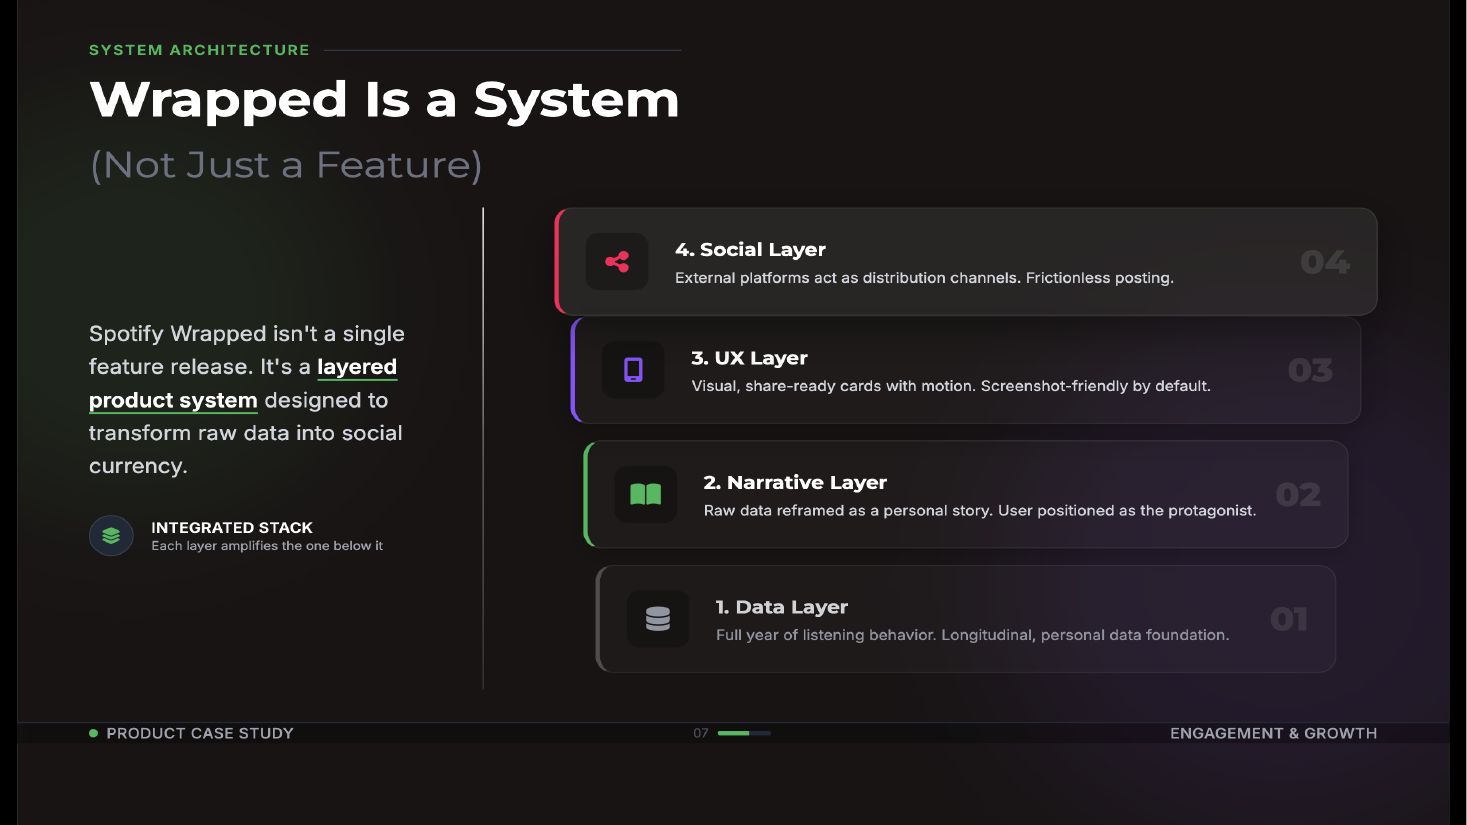 SYSTEM ARCHITECTURE
Wrapped Is a System
(Not Just a Feature)
Spotify Wrapped isn't a single
feature release. It's a layered
product system designed to
transform raw data into social
currency.
INTEGRATED STACK
Each layer amplifies the one below it
4. Social Layer
External platforms act as distribution channels. Frictionless posting.
04
3. UX Layer
Visual, share-ready cards with motion. Screenshot-friendly by default.
03
2. Narrative Layer
Raw data reframed as a personal story. User positioned as the protagonist.
02
1. Data Layer
Full year of listening behavior. Longitudinal, personal data foundation.
01
PRODUCT CASE STUDY
07
ENGAGEMENT & GROWTH